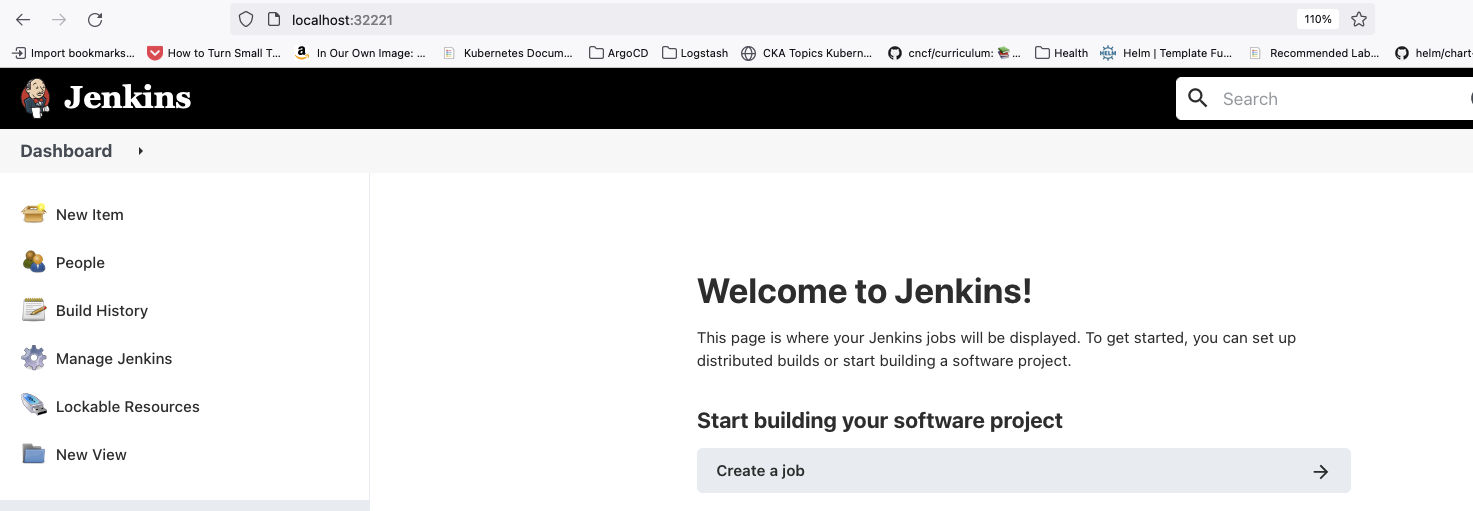 localhost:32221
110%
Import bookmarks...
How to Turn Small T...
In Our Own Image: ...
Kubernetes Docum...
ArgoCD
Logstash
CKA Topics Kubern...
cncf/curriculum: 📚 ...
Health
Helm | Template Fu...
Recommended Lab...
helm/chart
Jenkins
Search
Dashboard
New Item
People
Build History
Manage Jenkins
Lockable Resources
New View
Welcome to Jenkins!
This page is where your Jenkins jobs will be displayed. To get started, you can set up
distributed builds or start building a software project.
Start building your software project
Create a job